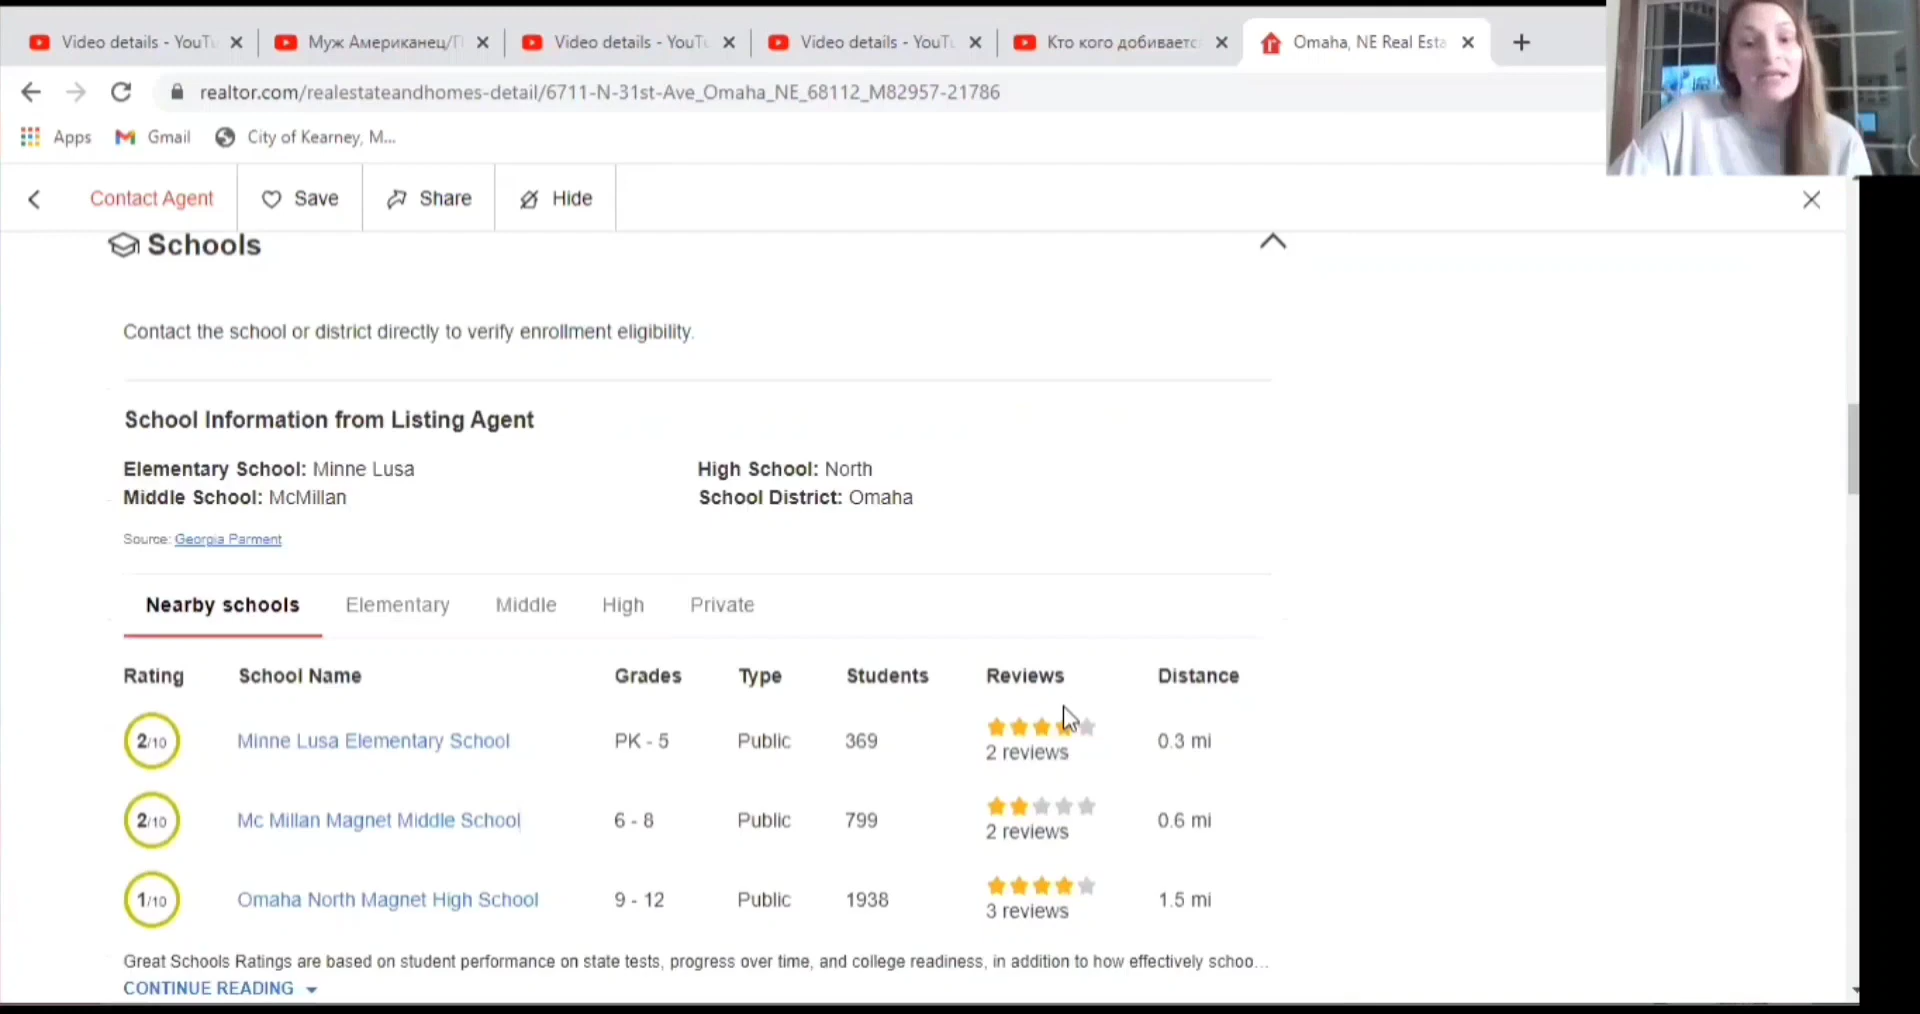 Video details - YouTu
Муж Американец/Г
Video details - YouTu
Video details - YouTu
Кто кого добиваетс
Omaha, NE Real Esta
realtor.com/realestateandhomes-detail/6711-N-31st-Ave_Omaha_NE_68112_M82957-21786
Apps Gmail City of Kearney, M...
Contact Agent Save Share Hide
Schools
Contact the school or district directly to verify enrollment eligibility.
School Information from Listing Agent
Elementary School: Minne Lusa High School: North
Middle School: McMillan School District: Omaha
Source: Georgia Parment
Nearby schools Elementary Middle High Private
Rating School Name Grades Type Students Reviews Distance
2/10 Minne Lusa Elementary School PK - 5 Public 369 2 reviews 0.3 mi
2/10 Mc Millan Magnet Middle School 6 - 8 Public 799 2 reviews 0.6 mi
1/10 Omaha North Magnet High School 9 - 12 Public 1938 3 reviews 1.5 mi
Great Schools Ratings are based on student performance on state tests, progress over time, and college readiness, in addition to how effectively schoo...
CONTINUE READING